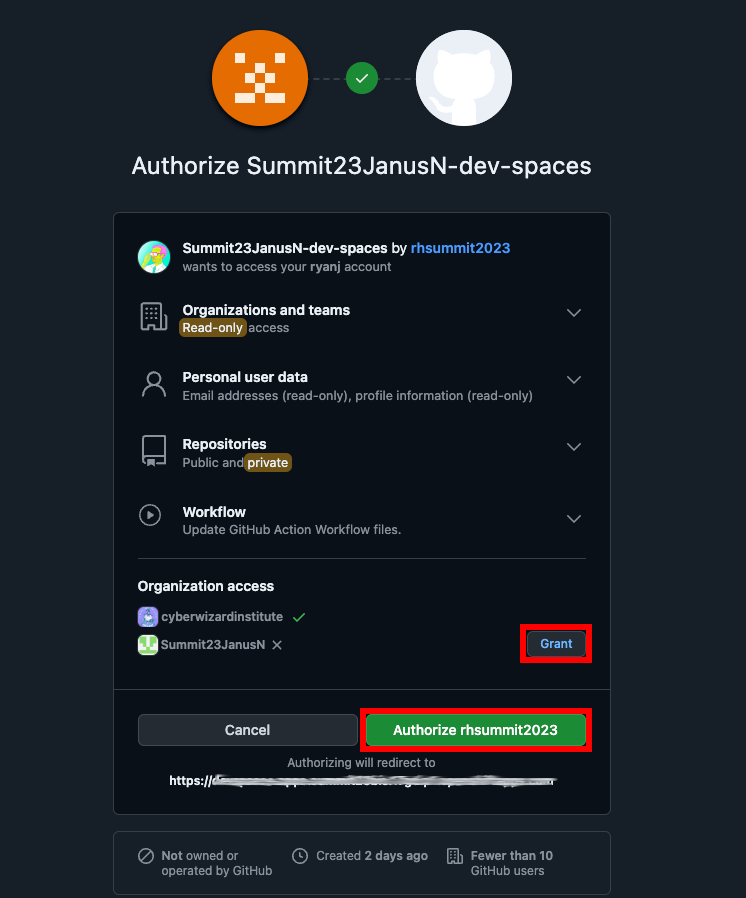 Authorize Summit23JanusN-dev-spaces
Summit23JanusN-dev-spaces by rhsummit2023
wants to access your ryanj account
Organizations and teams
Read-only access
Personal user data
Email addresses (read-only), profile information (read-only)
Repositories
Public and private
Workflow
Update GitHub Action Workflow files.
Organization access
cyberwizardinstitute
Summit23JanusN
Grant
Cancel
Authorize rhsummit2023
Authorizing will redirect to
https://
Not owned or
operated by GitHub
Created 2 days ago
Fewer than 10
GitHub users